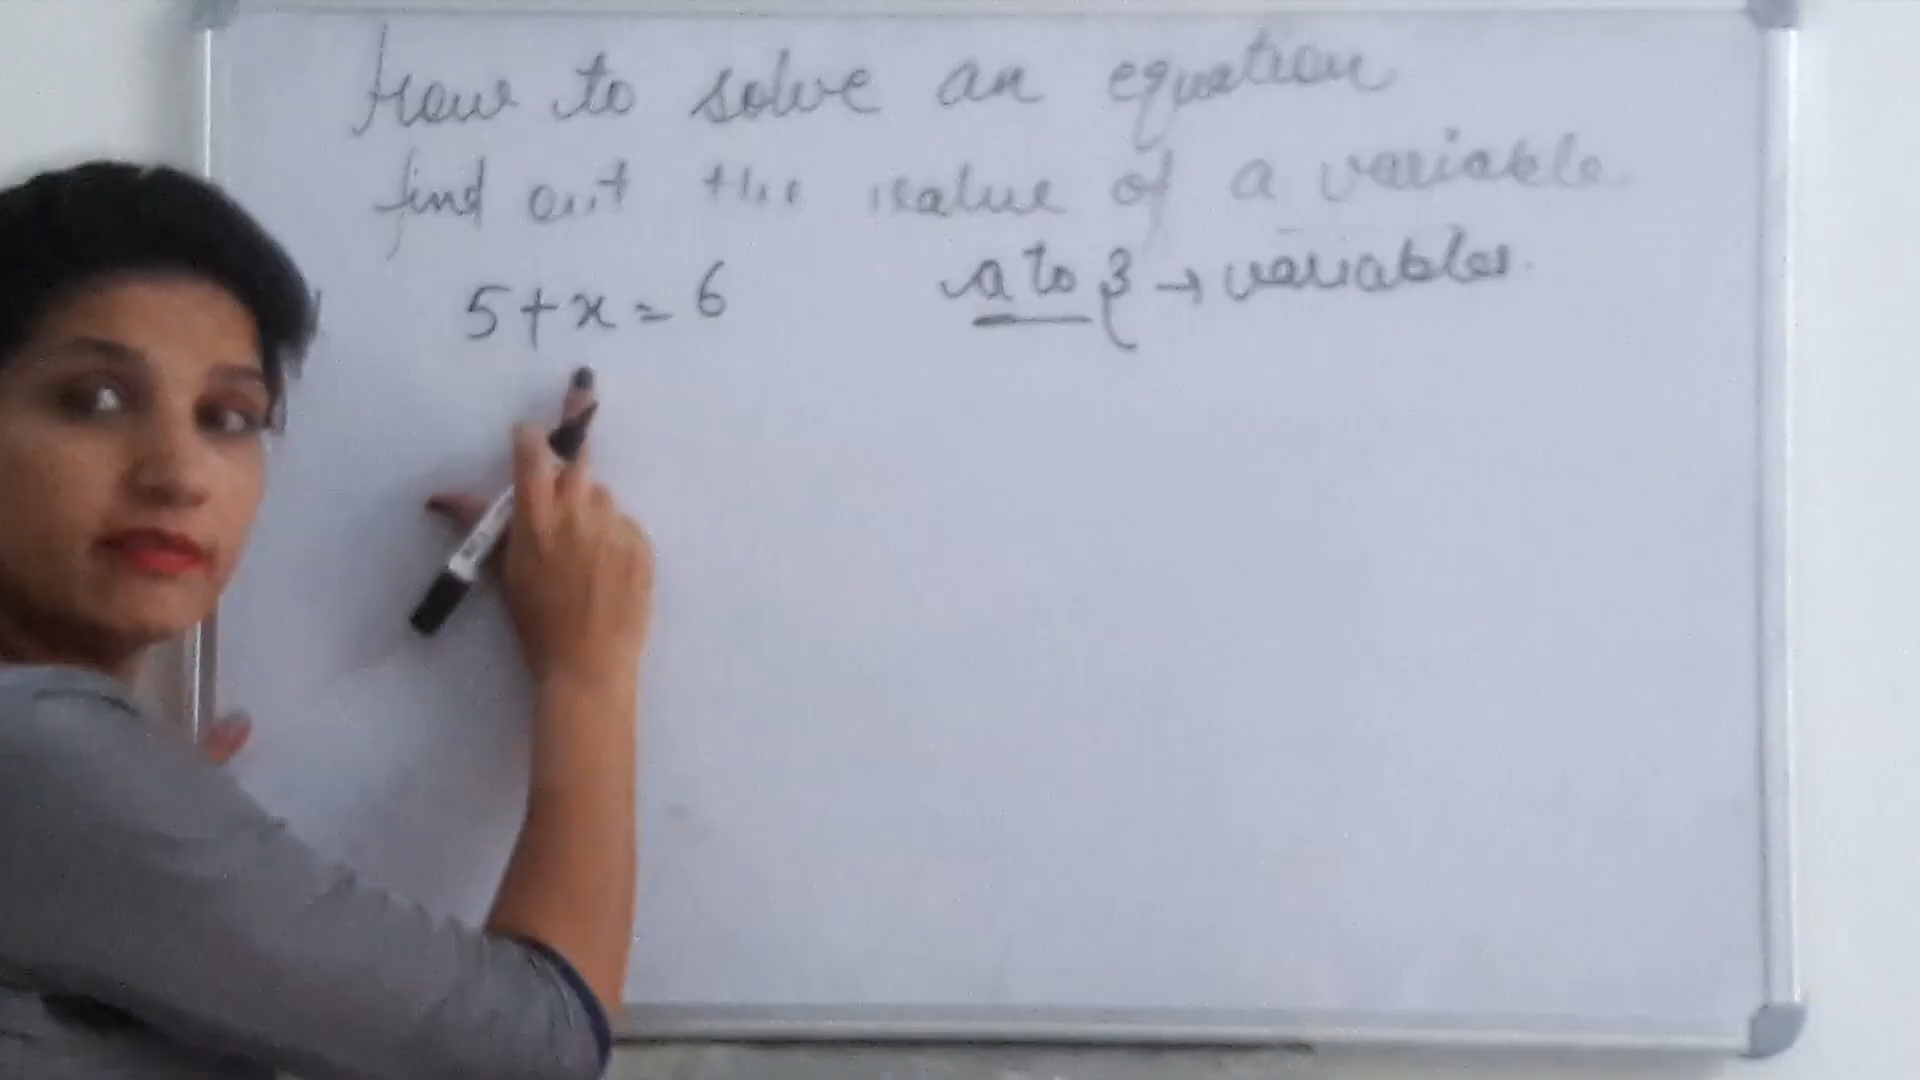 How to solve an equation
find out the value of a variable
5+x=6
a to z → variables.